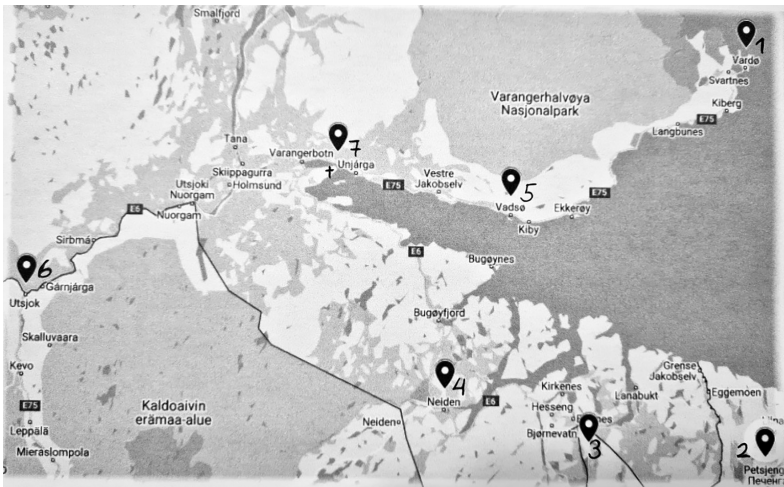 Smalfjord
1
Vardø
Svartnes
Varangerhalvøya
Nasjonalpark
Kiberg
E75
Langbunes
Tana
7
Varangerbotn
Unjárga
Skiippagurra
Holmsund
Vestre
Jakobselv
E75
5
E75
Vadsø
Ekkerøy
Kiby
Utsjoki
Nuorgam
Nuorgam
E6
Sirbmá
E6
Bugøynes
6
Gárnjárga
Utsjok
Bugøyfjord
Skalluvaara
Kevo
4
Neiden
E6
Kirkenes
Grense
Jakobselv
Lanabukt
Eggemoen
E75
Kaldoaivin
erämaa-alue
Neiden
Hesseng
Bjørnevatn
3
Leppälä
2
Mieraslompola
Petsjeng
Печенг